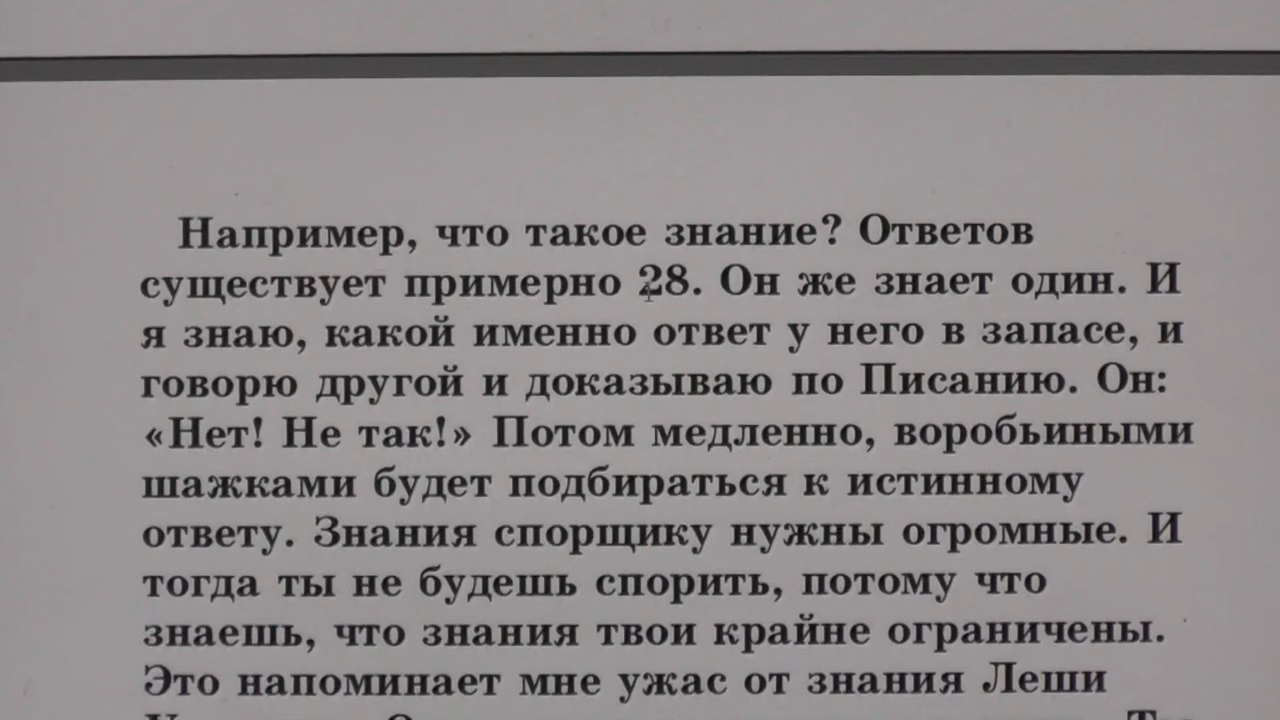 Например, что такое знание? Ответов
существует примерно 28. Он же знает один. И
я знаю, какой именно ответ у него в запасе, и
говорю другой и доказываю по Писанию. Он:
«Нет! Не так!» Потом медленно, воробьиными
шажками будет подбираться к истинному
ответу. Знания спорщику нужны огромные. И
тогда ты не будешь спорить, потому что
знаешь, что знания твои крайне ограничены.
Это напоминает мне ужас от знания Леши